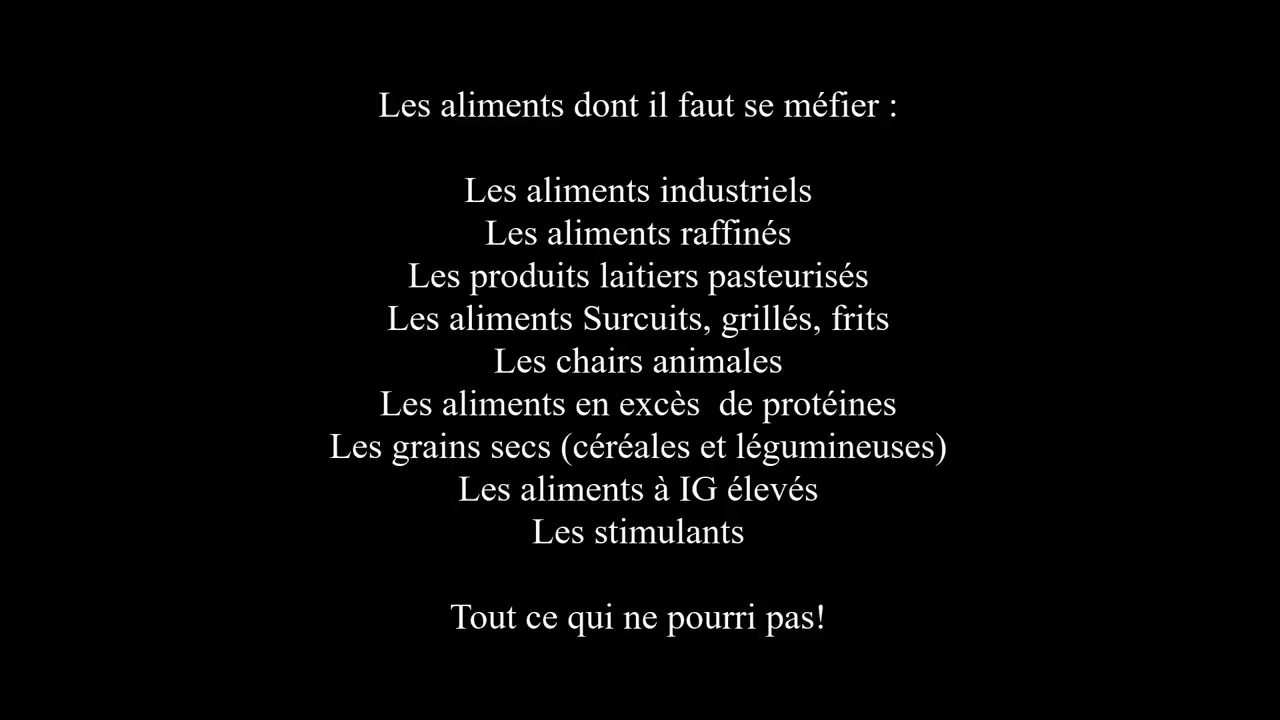 Les aliments dont il faut se méfier :
Les aliments industriels
Les aliments raffinés
Les produits laitiers pasteurisés
Les aliments Surcuits, grillés, frits
Les chairs animales
Les aliments en excès  de protéines
Les grains secs (céréales et légumineuses)
Les aliments à IG élevés
Les stimulants
Tout ce qui ne pourri pas!